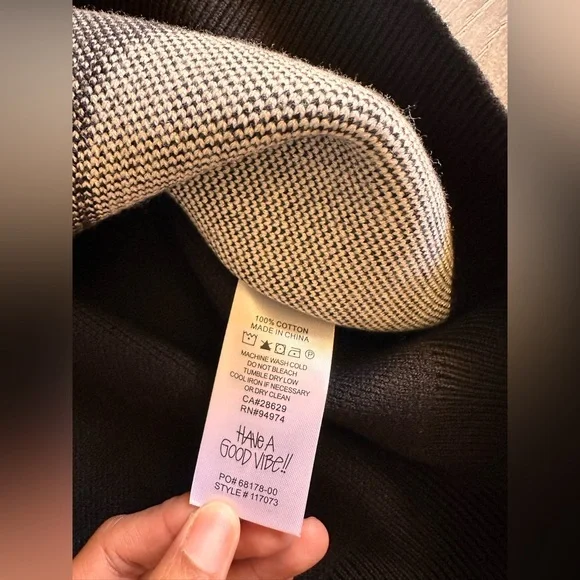 100% COTTON
MADE IN CHINA
MACHINE WASH COLD
DO NOT BLEACH
TUMBLE DRY LOW
COOL IRON IF NECESSARY
OR DRY CLEAN
CA#28629
RN#94974
HAVE A
GOOD VIBE!!
PO# 68178-00
STYLE # 117073